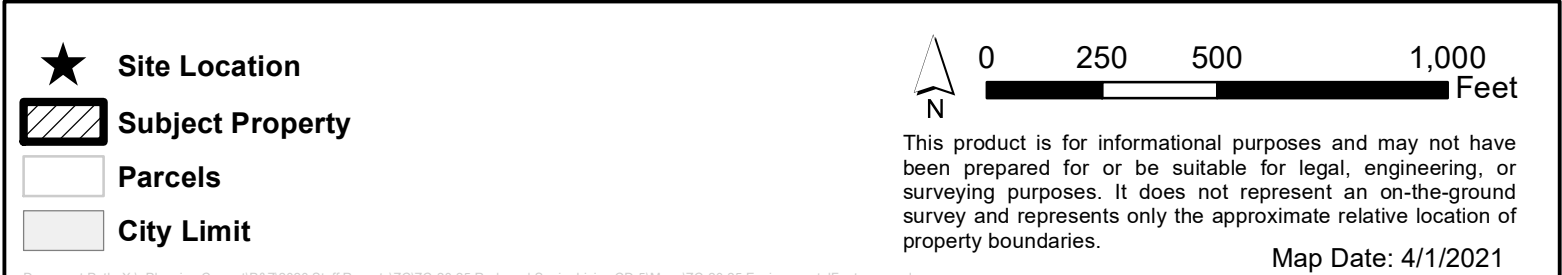 Site Location
Subject Property
Parcels
City Limit
N
0 250 500 1,000
Feet
This product is for informational purposes and may not have
been prepared for or be suitable for legal, engineering, or
surveying purposes. It does not represent an on-the-ground
survey and represents only the approximate relative location of
property boundaries.
Map Date: 4/1/2021